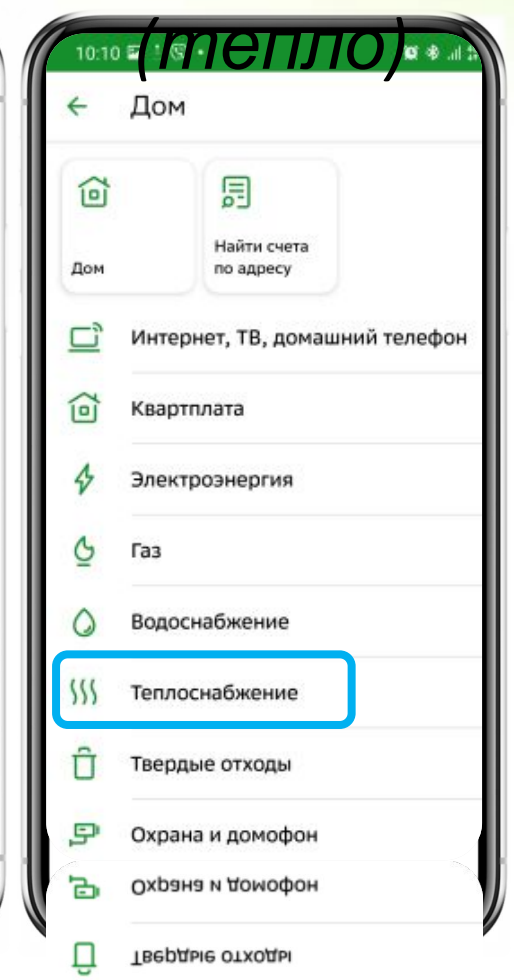 (тепло)
10:10
Дом
Дом
Найти счета
по адресу
Интернет, ТВ, домашний телефон
Квартплата
Электроэнергия
Газ
Водоснабжение
Теплоснабжение
Твердые отходы
Охрана и домофон
Охрана и домофон
Твердые отходы